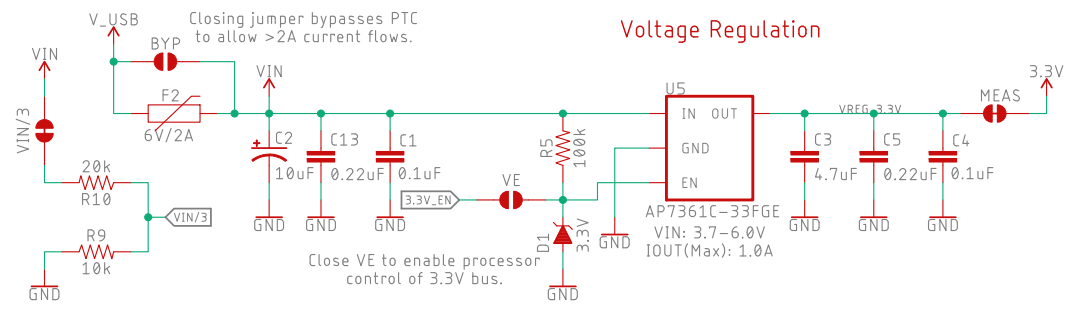 Voltage Regulation
Closing jumper bypasses PTC
to allow >2A current flows.
V_USB
BYP
VIN
VIN
3.3V
F2
6V/2A
VIN/3
U5
IN
OUT
GND
EN
AP7361C-33FGE
VIN: 3.7-6.0V
IOUT(Max): 1.0A
VREG_3.3V
MEAS
C2
10uF
C13
0.22uF
C1
0.1uF
R5
100k
C3
4.7uF
C5
0.22uF
C4
0.1uF
20k
R10
VIN/3
R9
10k
3.3V_EN
VE
D1
3.3V
Close VE to enable processor
control of 3.3V bus.
GND
GND
GND
GND
GND
GND
GND
GND
GND